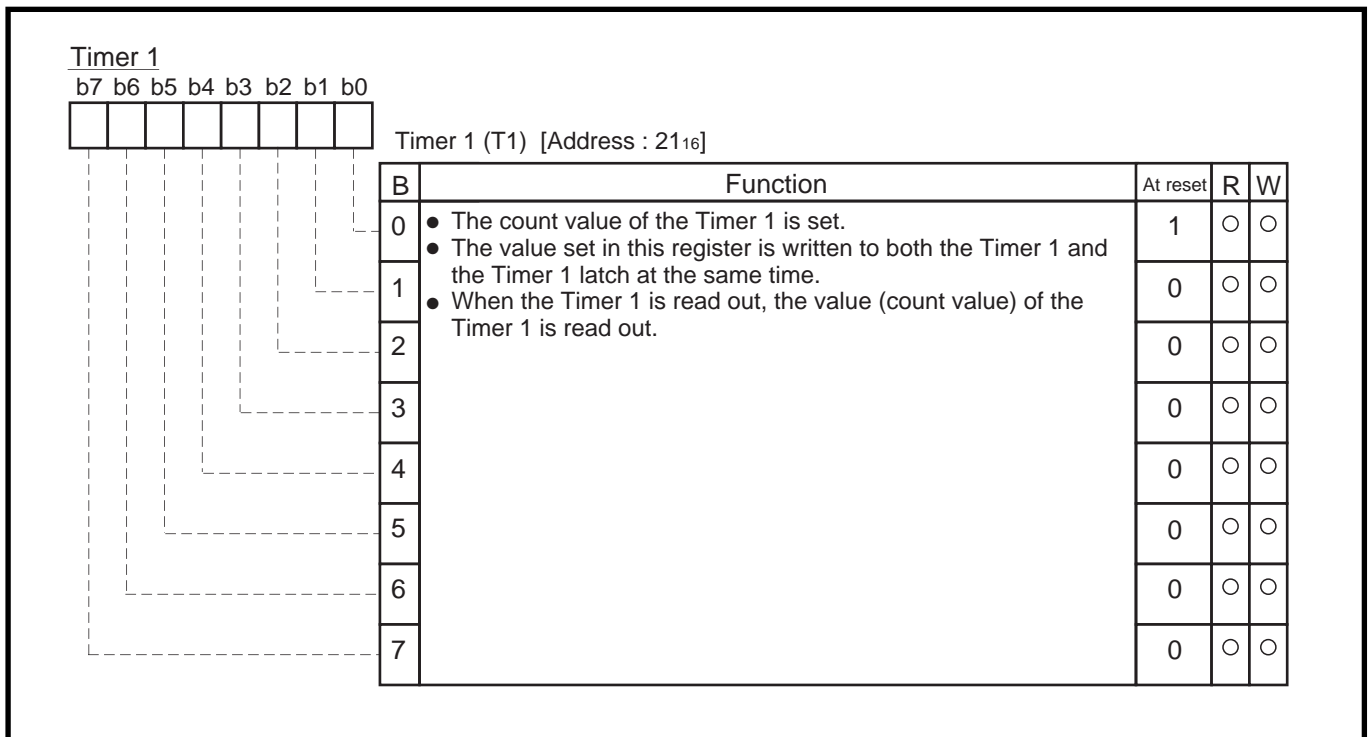 Timer 1
b7 b6 b5 b4 b3 b2 b1 b0
Timer 1 (T1) [Address : 2116]
B Function At reset R W
0 ● The count value of the Timer 1 is set. 1 ○ ○
● The value set in this register is written to both the Timer 1 and
the Timer 1 latch at the same time.
1 0 ○ ○
● When the Timer 1 is read out, the value (count value) of the
Timer 1 is read out.
2 0 ○ ○
3 0 ○ ○
4 0 ○ ○
5 0 ○ ○
6 0 ○ ○
7 0 ○ ○